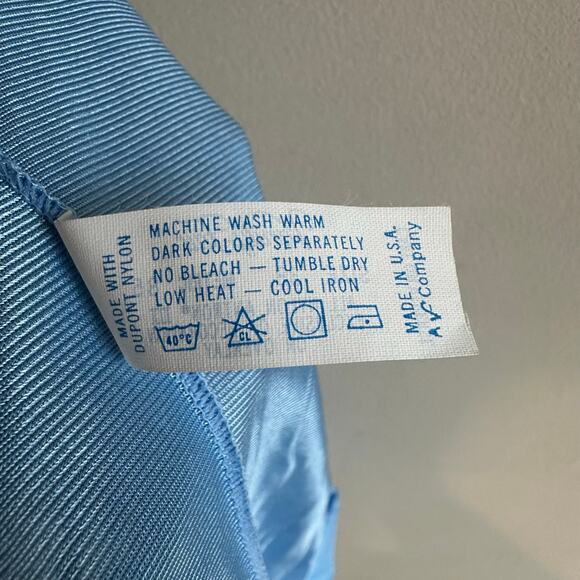 MADE WITH
DUPONT NYLON
MACHINE WASH WARM
DARK COLORS SEPARATELY
NO BLEACH — TUMBLE DRY
LOW HEAT — COOL IRON
40°C
CL
MADE IN U.S.A.
A VF Company